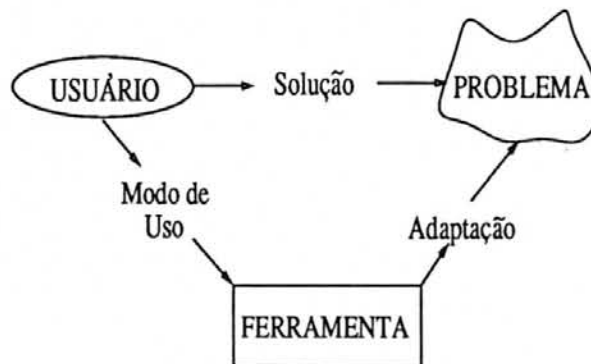 USUÁRIO
Solução
PROBLEMA
Modo de
Uso
Adaptação
FERRAMENTA